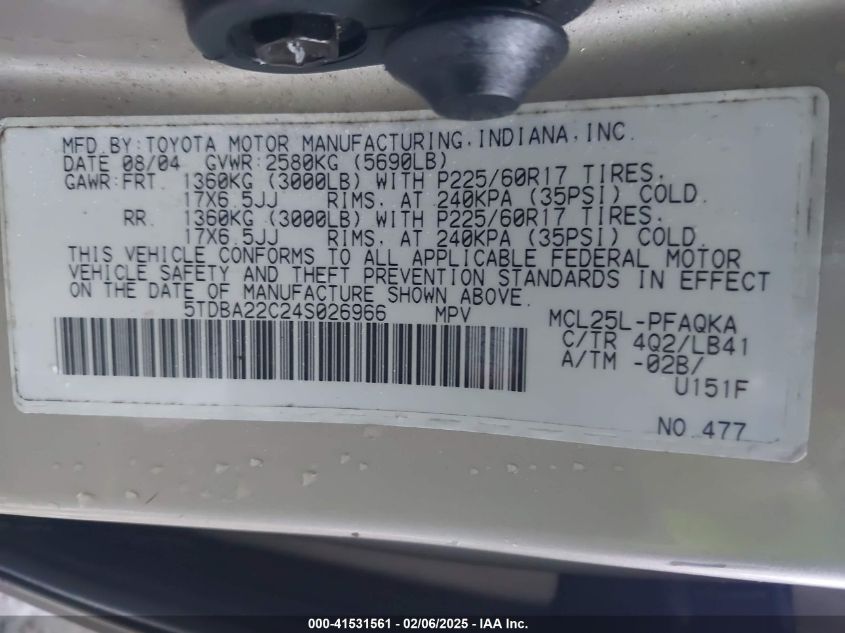 MFD.BY:TOYOTA MOTOR MANUFACTURING,INDIANA,INC.
DATE 08/04 GVWR:2580KG (5690LB)
GAWR:FRT. 1360KG (3000LB) WITH P225/60R17 TIRES.
17X6.5JJ RIMS. AT 240KPA (35PSI) COLD.
RR. 1360KG (3000LB) WITH P225/60R17 TIRES.
17X6.5JJ RIMS. AT 240KPA (35PSI) COLD.
THIS VEHICLE CONFORMS TO ALL APPLICABLE FEDERAL MOTOR
VEHICLE SAFETY AND THEFT PREVENTION STANDARDS IN EFFECT
ON THE DATE OF MANUFACTURE SHOWN ABOVE.
5TDBA22C24S026966 MPV MCL25L-PFAQKA
C/TR 4Q2/LB41
A/TM -02B/
U151F
NO.477
000-41531561 - 02/06/2025 - IAA Inc.